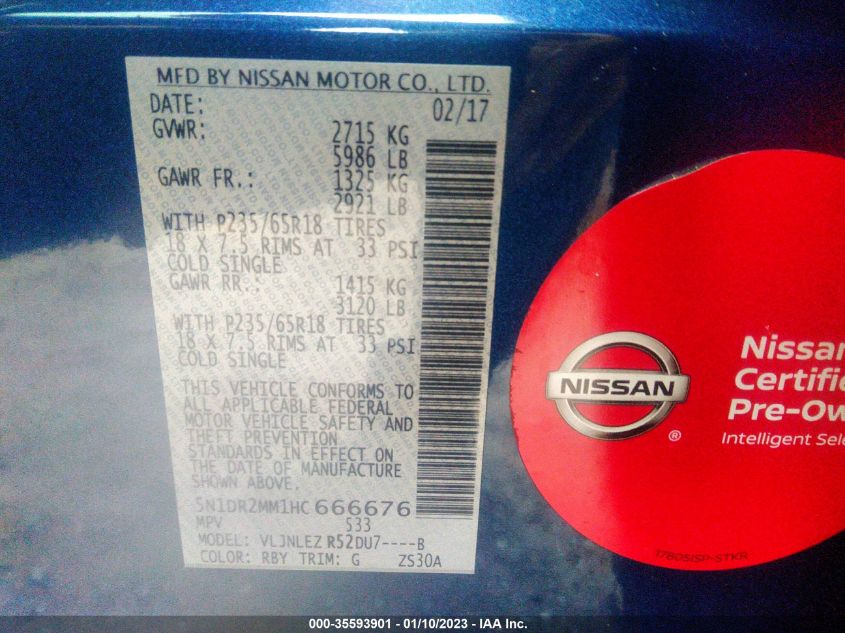 MFD BY NISSAN MOTOR CO., LTD.
DATE: 02/17
GVWR: 2715 KG
5986 LB
GAWR FR.: 1325 KG
2921 LB
WITH P235/65R18 TIRES
18 X 7.5 RIMS AT 33 PSI
COLD SINGLE
GAWR RR.: 1415 KG
3120 LB
WITH P235/65R18 TIRES
18 X 7.5 RIMS AT 33 PSI
COLD SINGLE
THIS VEHICLE CONFORMS TO
ALL APPLICABLE FEDERAL
MOTOR VEHICLE SAFETY AND
THEFT PREVENTION
STANDARDS IN EFFECT ON
THE DATE OF MANUFACTURE
SHOWN ABOVE.
5N1DR2MM1HC666676
MPV 533
MODEL: VLJNLEZ R52DU7----B
COLOR: RBY TRIM: G ZS30A
NISSAN
®
Nissan
Certifie
Pre-Ow
Intelligent Sele
17805ISP-STKR
000-35593901 - 01/10/2023 - IAA Inc.